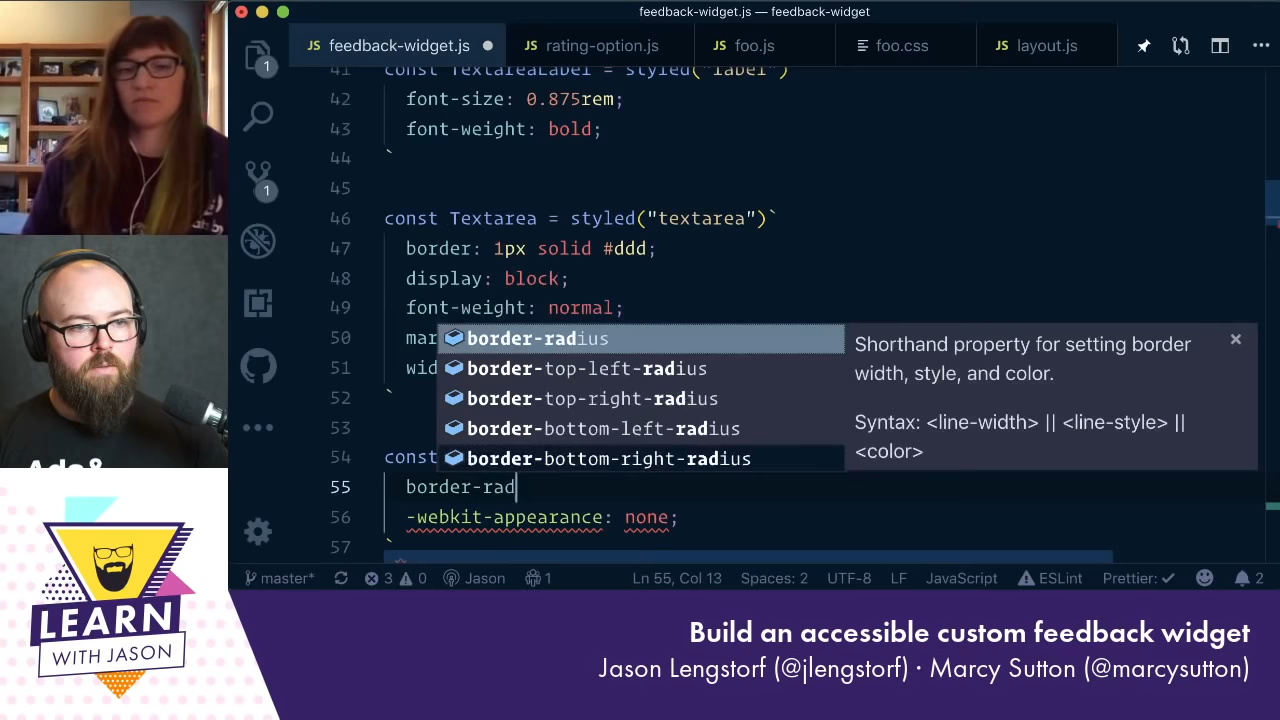 feedback-widget.js — feedback-widget
JS feedback-widget.js
JS rating-option.js
JS foo.js
foo.css
JS layout.js
1
1
41 const TextareaLabel = styled("label")
42 font-size: 0.875rem;
43 font-weight: bold;
44 `
45
46 const Textarea = styled("textarea")`
47 border: 1px solid #ddd;
48 display: block;
49 font-weight: normal;
50 mar
51 wid
52 `
53
54 const
55 border-rad
56 -webkit-appearance: none;
57 `
border-radius
border-top-left-radius
border-top-right-radius
border-bottom-left-radius
border-bottom-right-radius
Shorthand property for setting border
width, style, and color.
Syntax: <line-width> || <line-style> ||
<color>
master* 3 0 Jason 1 Ln 55, Col 13 Spaces: 2 UTF-8 LF JavaScript ESLint Prettier: 2
LEARN
WITH JASON
Build an accessible custom feedback widget
Jason Lengstorf (@jlengstorf) · Marcy Sutton (@marcysutton)